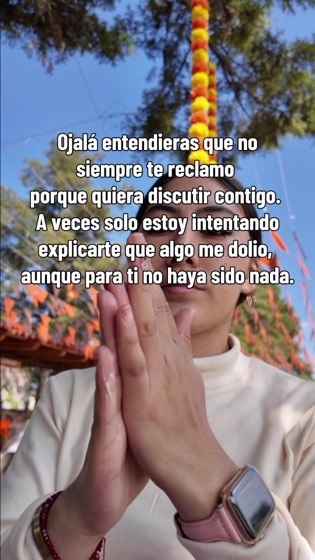 Ojalá entendieras que no
siempre te reclamo
porque quiera discutir contigo.
A veces solo estoy intentando
explicarte que algo me dolio,
aunque para ti no haya sido nada.